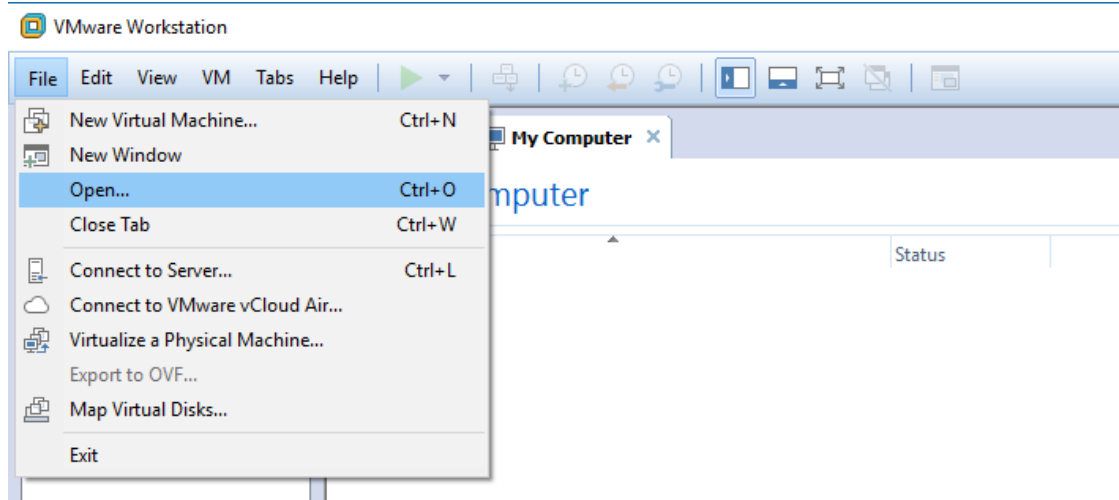 VMware Workstation
File Edit View VM Tabs Help
New Virtual Machine... Ctrl+N
New Window
Open... Ctrl+O
Close Tab Ctrl+W
Connect to Server... Ctrl+L
Connect to VMware vCloud Air...
Virtualize a Physical Machine...
Export to OVF...
Map Virtual Disks...
Exit
My Computer
mputer
Status